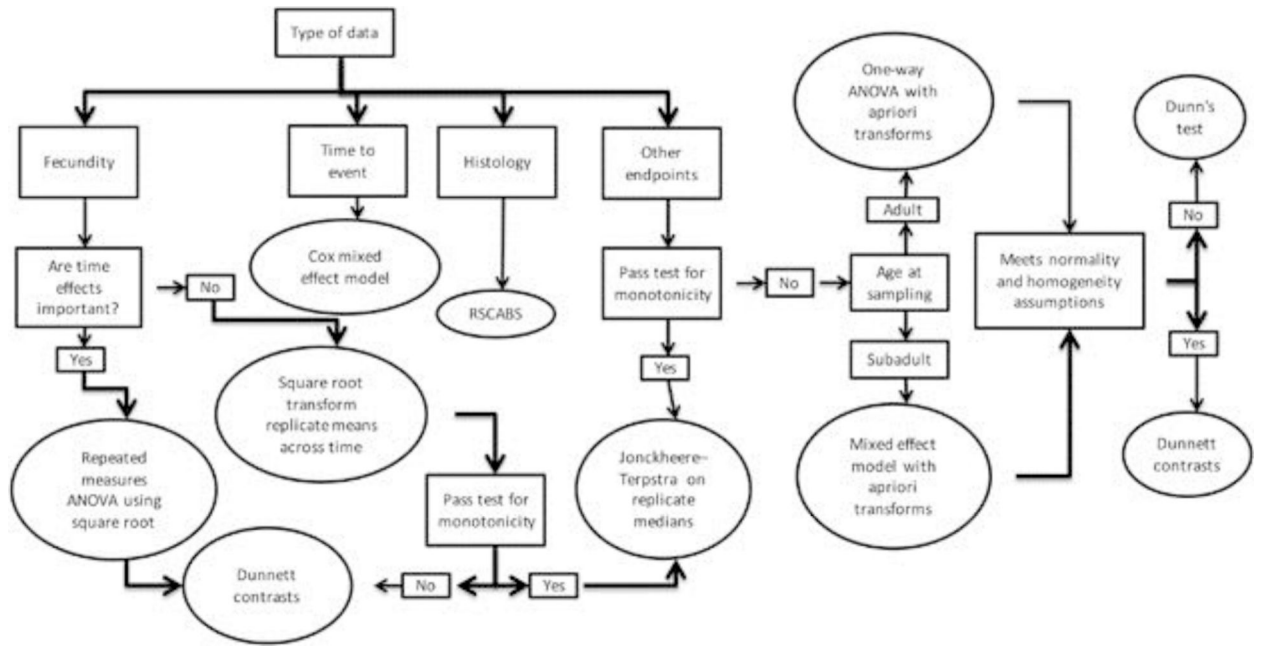 Type of data
Fecundity
Time to
event
Histology
Other
endpoints
Are time
effects
important?
No
Yes
Cox mixed
effect model
RSCABS
Pass test for
monotonicity
No
Yes
Square root
transform
replicate means
across time
Repeated
measures
ANOVA using
square root
Pass test for
monotonicity
No
Yes
Dunnett
contrasts
Jonckheere–
Terpstra on
replicate
medians
Age at
sampling
Adult
Subadult
One-way
ANOVA with
apriori
transforms
Mixed effect
model with
apriori
transforms
Meets normality
and homogeneity
assumptions
No
Yes
Dunn's
test
Dunnett
contrasts